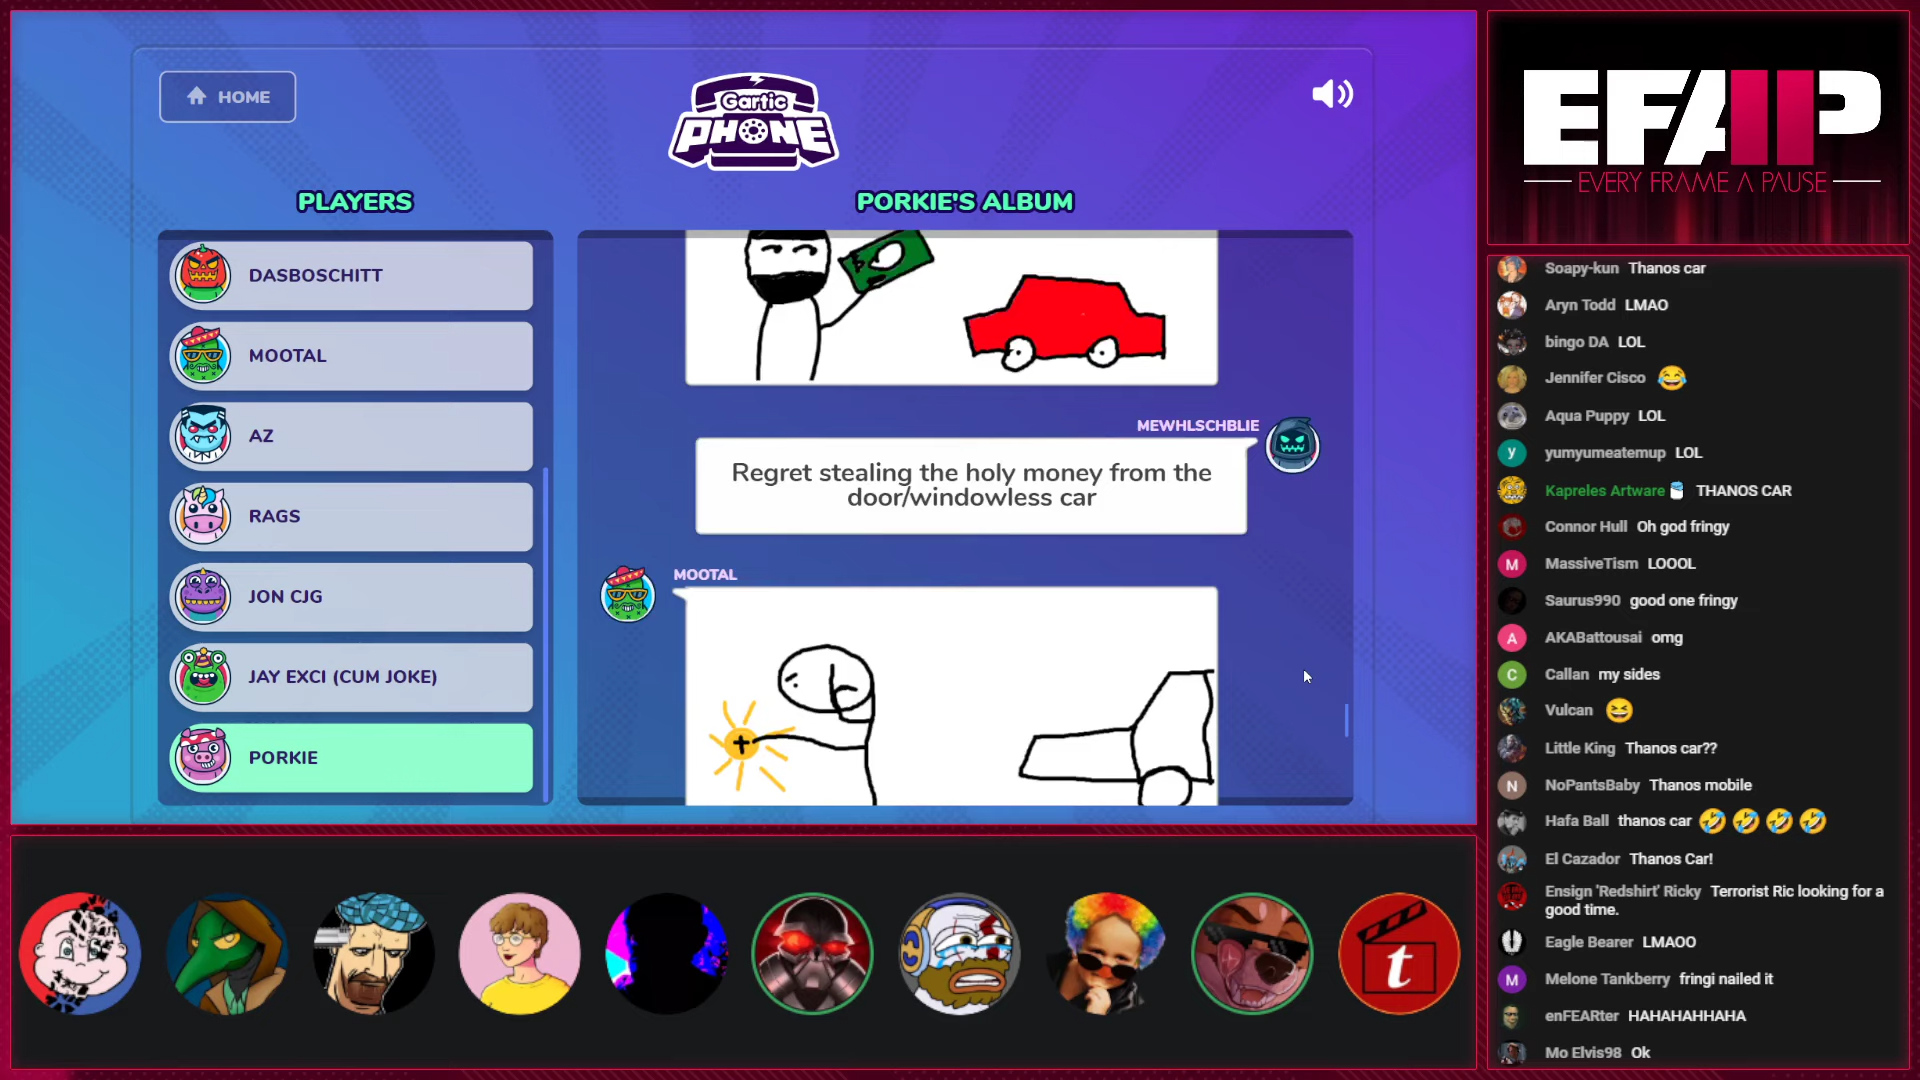 HOME
Gartic
PHONE
PLAYERS
PORKIE'S ALBUM
DASBOSCHITT
MOOTAL
AZ
RAGS
JON CJG
JAY EXCI (CUM JOKE)
PORKIE
MEWHLSCHBLIE
Regret stealing the holy money from the
door/windowless car
MOOTAL
t
EFAP
EVERY FRAME A PAUSE
Soapy-kun Thanos car
Aryn Todd LMAO
bingo DA LOL
Jennifer Cisco 😂
Aqua Puppy LOL
y yumyumeatemup LOL
Kapreles Artware THANOS CAR
Connor Hull Oh god fringy
M MassiveTism LOOOL
Saurus990 good one fringy
A AKABattousai omg
C Callan my sides
Vulcan 😆
Little King Thanos car??
N NoPantsBaby Thanos mobile
Hafa Ball thanos car 🤣🤣🤣🤣
El Cazador Thanos Car!
Ensign 'Redshirt' Ricky Terrorist Ric looking for a
good time.
Eagle Bearer LMAOO
M Melone Tankberry fringi nailed it
enFEARter HAHAHAHHAHA
Mo Elvis98 Ok